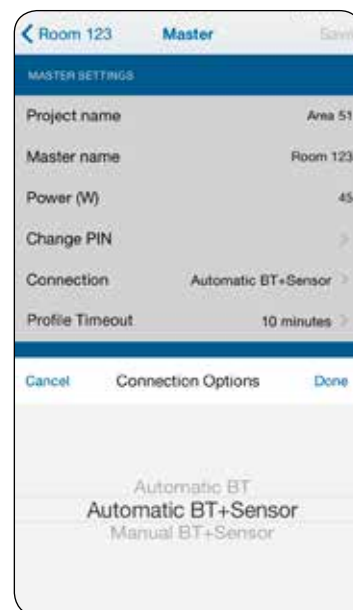 Room 123 Master Save
MASTER SETTINGS
Project name Area 51
Master name Room 123
Power (W) 45
Change PIN
Connection Automatic BT+Sensor
Profile Timeout 10 minutes
Cancel Connection Options Done
Automatic BT
Automatic BT+Sensor
Manual BT+Sensor